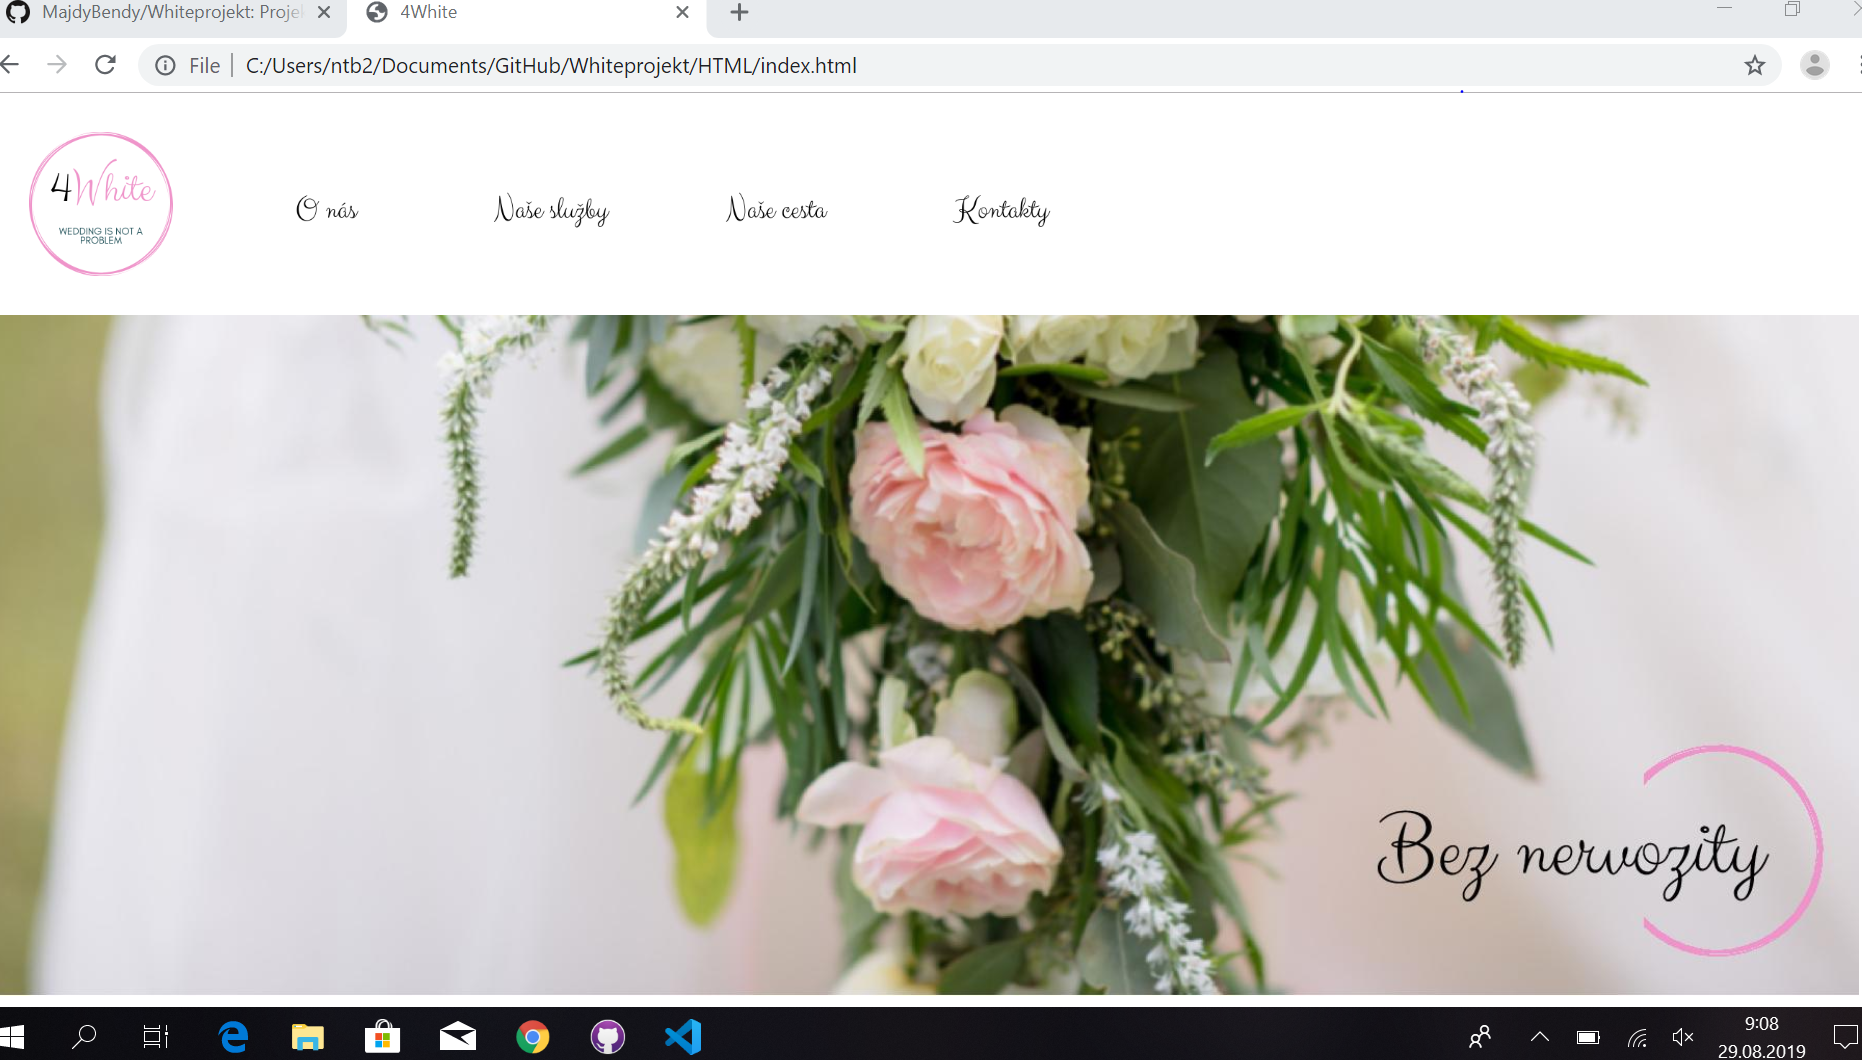 MajdyBendy/Whiteprojekt: Projek
4White
File
C:/Users/ntb2/Documents/GitHub/Whiteprojekt/HTML/index.html
4White
WEDDING IS NOT A
PROBLEM
O nás
Naše služby
Naše cesta
Kontakty
Bez nervozity
9:08
29.08.2019